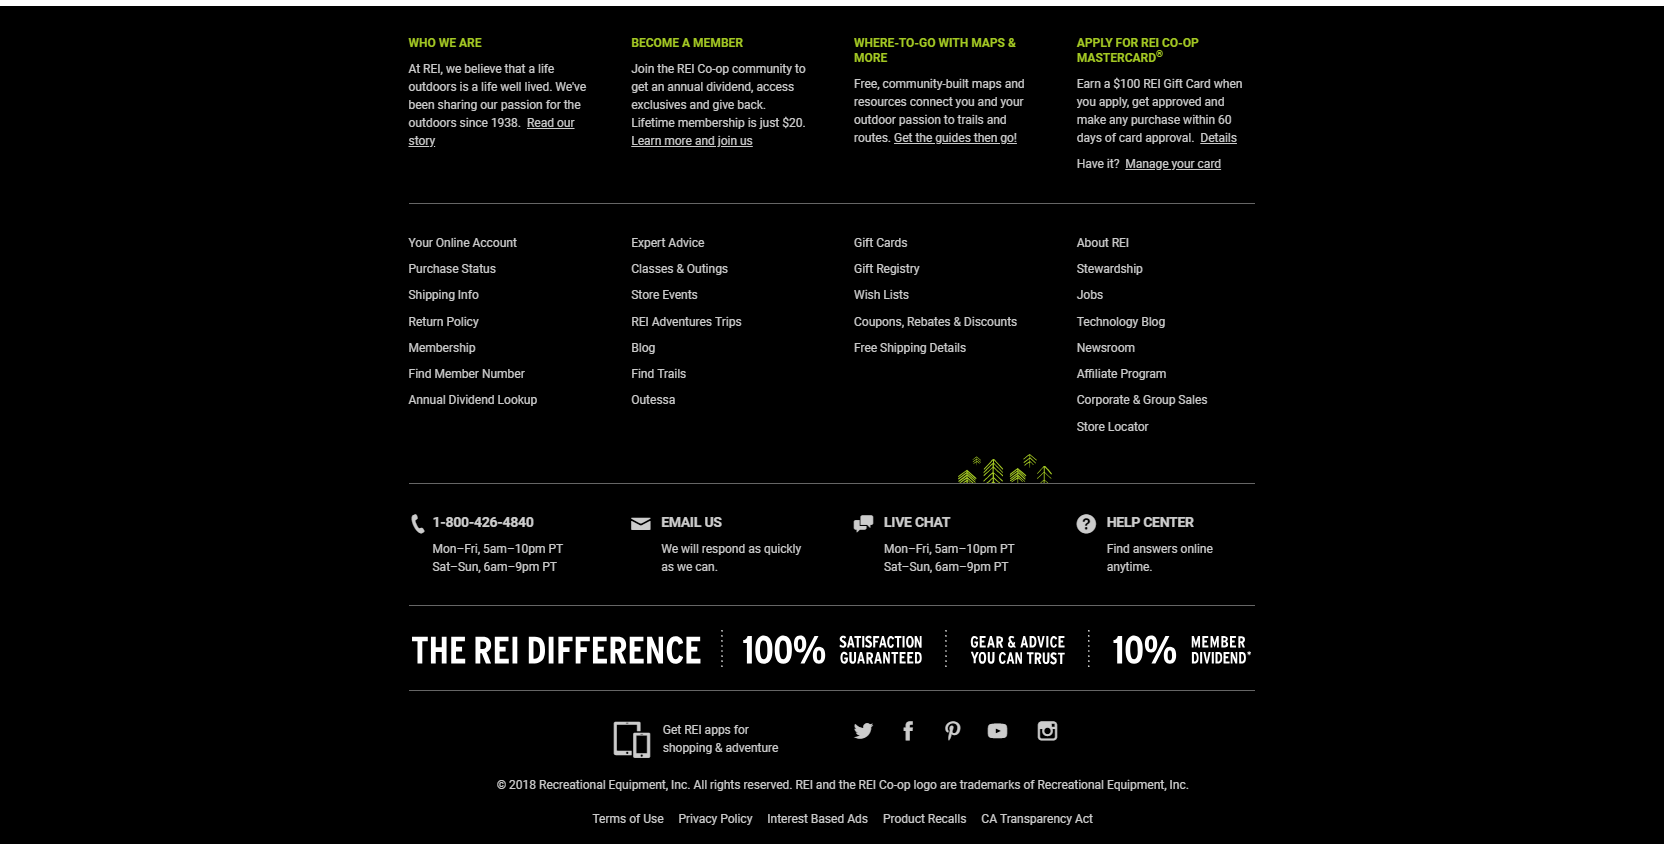 WHO WE ARE
At REI, we believe that a life
outdoors is a life well lived. We've
been sharing our passion for the
outdoors since 1938. Read our
story
BECOME A MEMBER
Join the REI Co-op community to
get an annual dividend, access
exclusives and give back.
Lifetime membership is just $20.
Learn more and join us
WHERE-TO-GO WITH MAPS &
MORE
Free, community-built maps and
resources connect you and your
outdoor passion to trails and
routes. Get the guides then go!
APPLY FOR REI CO-OP
MASTERCARD®
Earn a $100 REI Gift Card when
you apply, get approved and
make any purchase within 60
days of card approval. Details
Have it? Manage your card
Your Online Account
Purchase Status
Shipping Info
Return Policy
Membership
Find Member Number
Annual Dividend Lookup
Expert Advice
Classes & Outings
Store Events
REI Adventures Trips
Blog
Find Trails
Outessa
Gift Cards
Gift Registry
Wish Lists
Coupons, Rebates & Discounts
Free Shipping Details
About REI
Stewardship
Jobs
Technology Blog
Newsroom
Affiliate Program
Corporate & Group Sales
Store Locator
1-800-426-4840
Mon–Fri, 5am–10pm PT
Sat–Sun, 6am–9pm PT
EMAIL US
We will respond as quickly
as we can.
LIVE CHAT
Mon–Fri, 5am–10pm PT
Sat–Sun, 6am–9pm PT
HELP CENTER
Find answers online
anytime.
THE REI DIFFERENCE
100% SATISFACTION
GUARANTEED
GEAR & ADVICE
YOU CAN TRUST
10% MEMBER
DIVIDEND*
Get REI apps for
shopping & adventure
© 2018 Recreational Equipment, Inc. All rights reserved. REI and the REI Co-op logo are trademarks of Recreational Equipment, Inc.
Terms of Use Privacy Policy Interest Based Ads Product Recalls CA Transparency Act